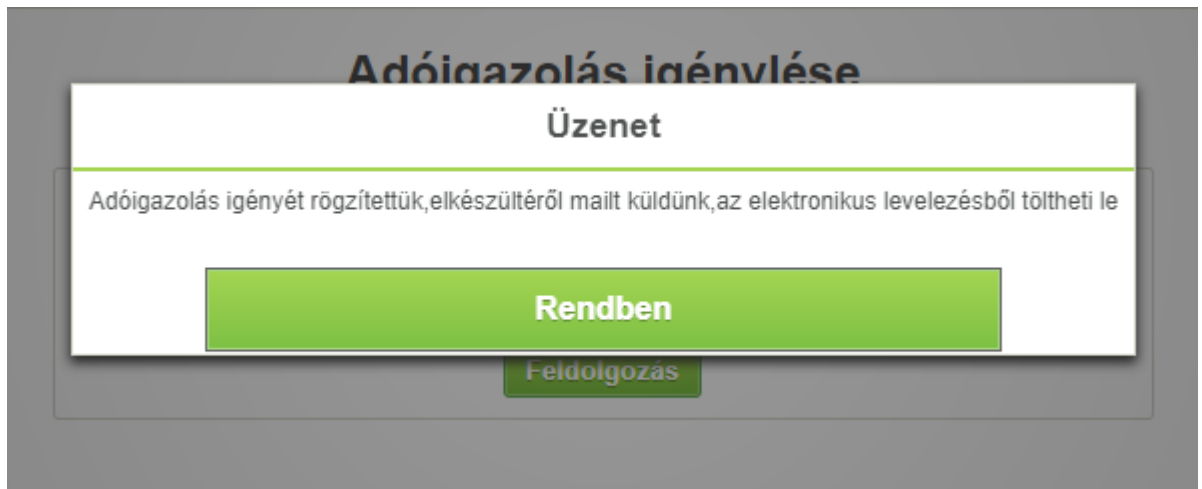 Adóigazolás igénylése
Üzenet
Adóigazolás igényét rögzítettük,elkészültéről mailt küldünk,az elektronikus levelezésből töltheti le
Rendben
Feldolgozás